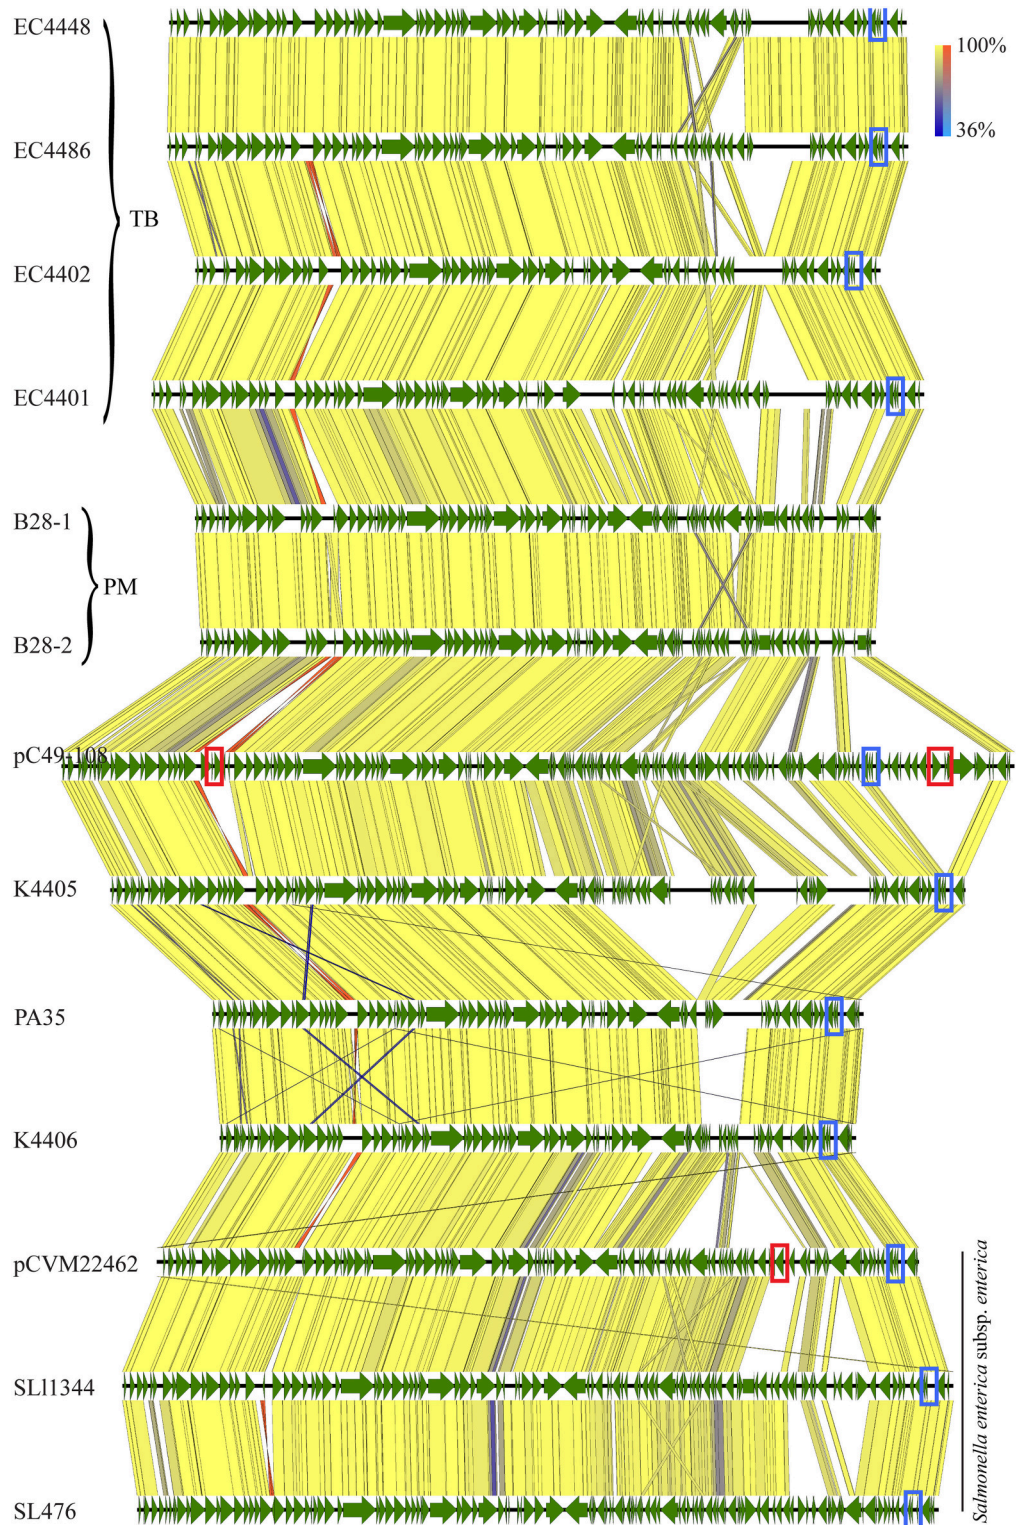 EC4448
100%
36%
EC4486
TB
EC4402
EC4401
B28-1
PM
B28-2
pC49-108
K4405
PA35
K4406
pCVM22462
SL11344
SL476
Salmonella enterica subsp. enterica